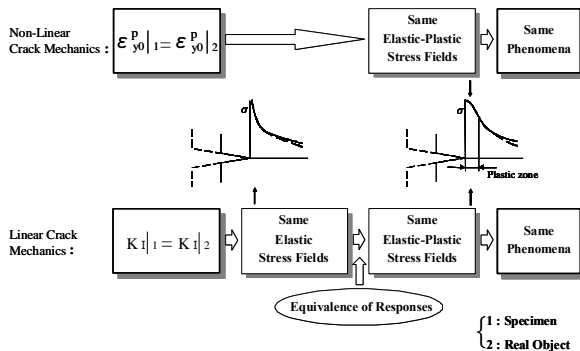 Non-Linear Crack Mechanics :
ε^p_y0|1 = ε^p_y0|2
Same Elastic-Plastic Stress Fields
Same Phenomena
σ
σ
Plastic zone
Linear Crack Mechanics :
K I|1 = K I|2
Same Elastic Stress Fields
Same Elastic-Plastic Stress Fields
Same Phenomena
Equivalence of Responses
1 : Specimen
2 : Real Object